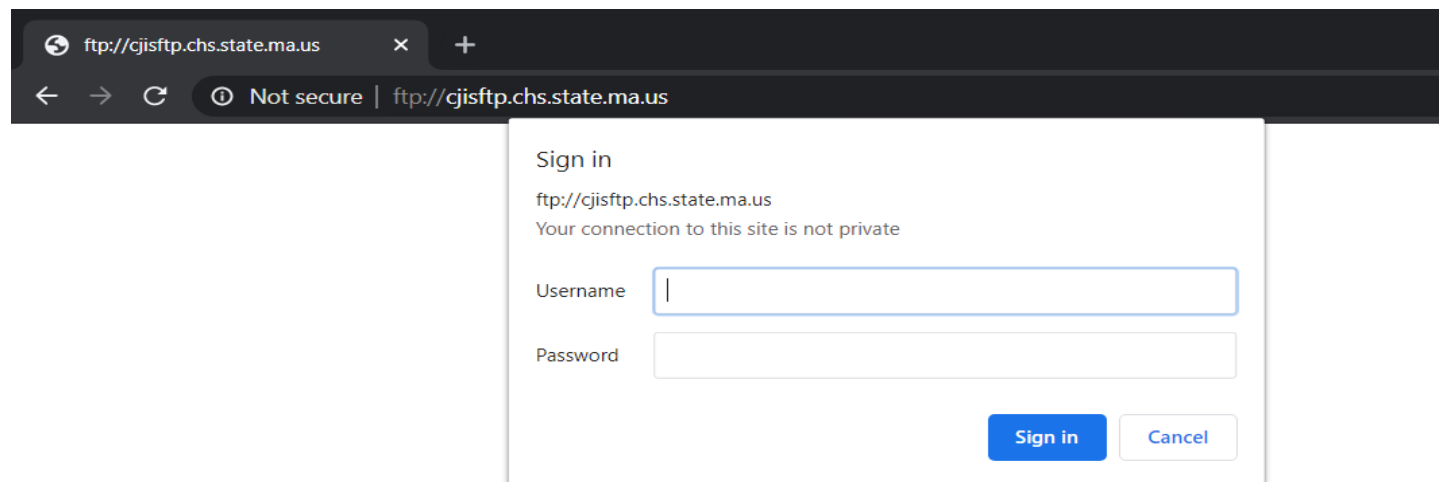 ftp://cjisftp.chs.state.ma.us
Not secure | ftp://cjisftp.chs.state.ma.us
Sign in
ftp://cjisftp.chs.state.ma.us
Your connection to this site is not private
Username
Password
Sign in Cancel